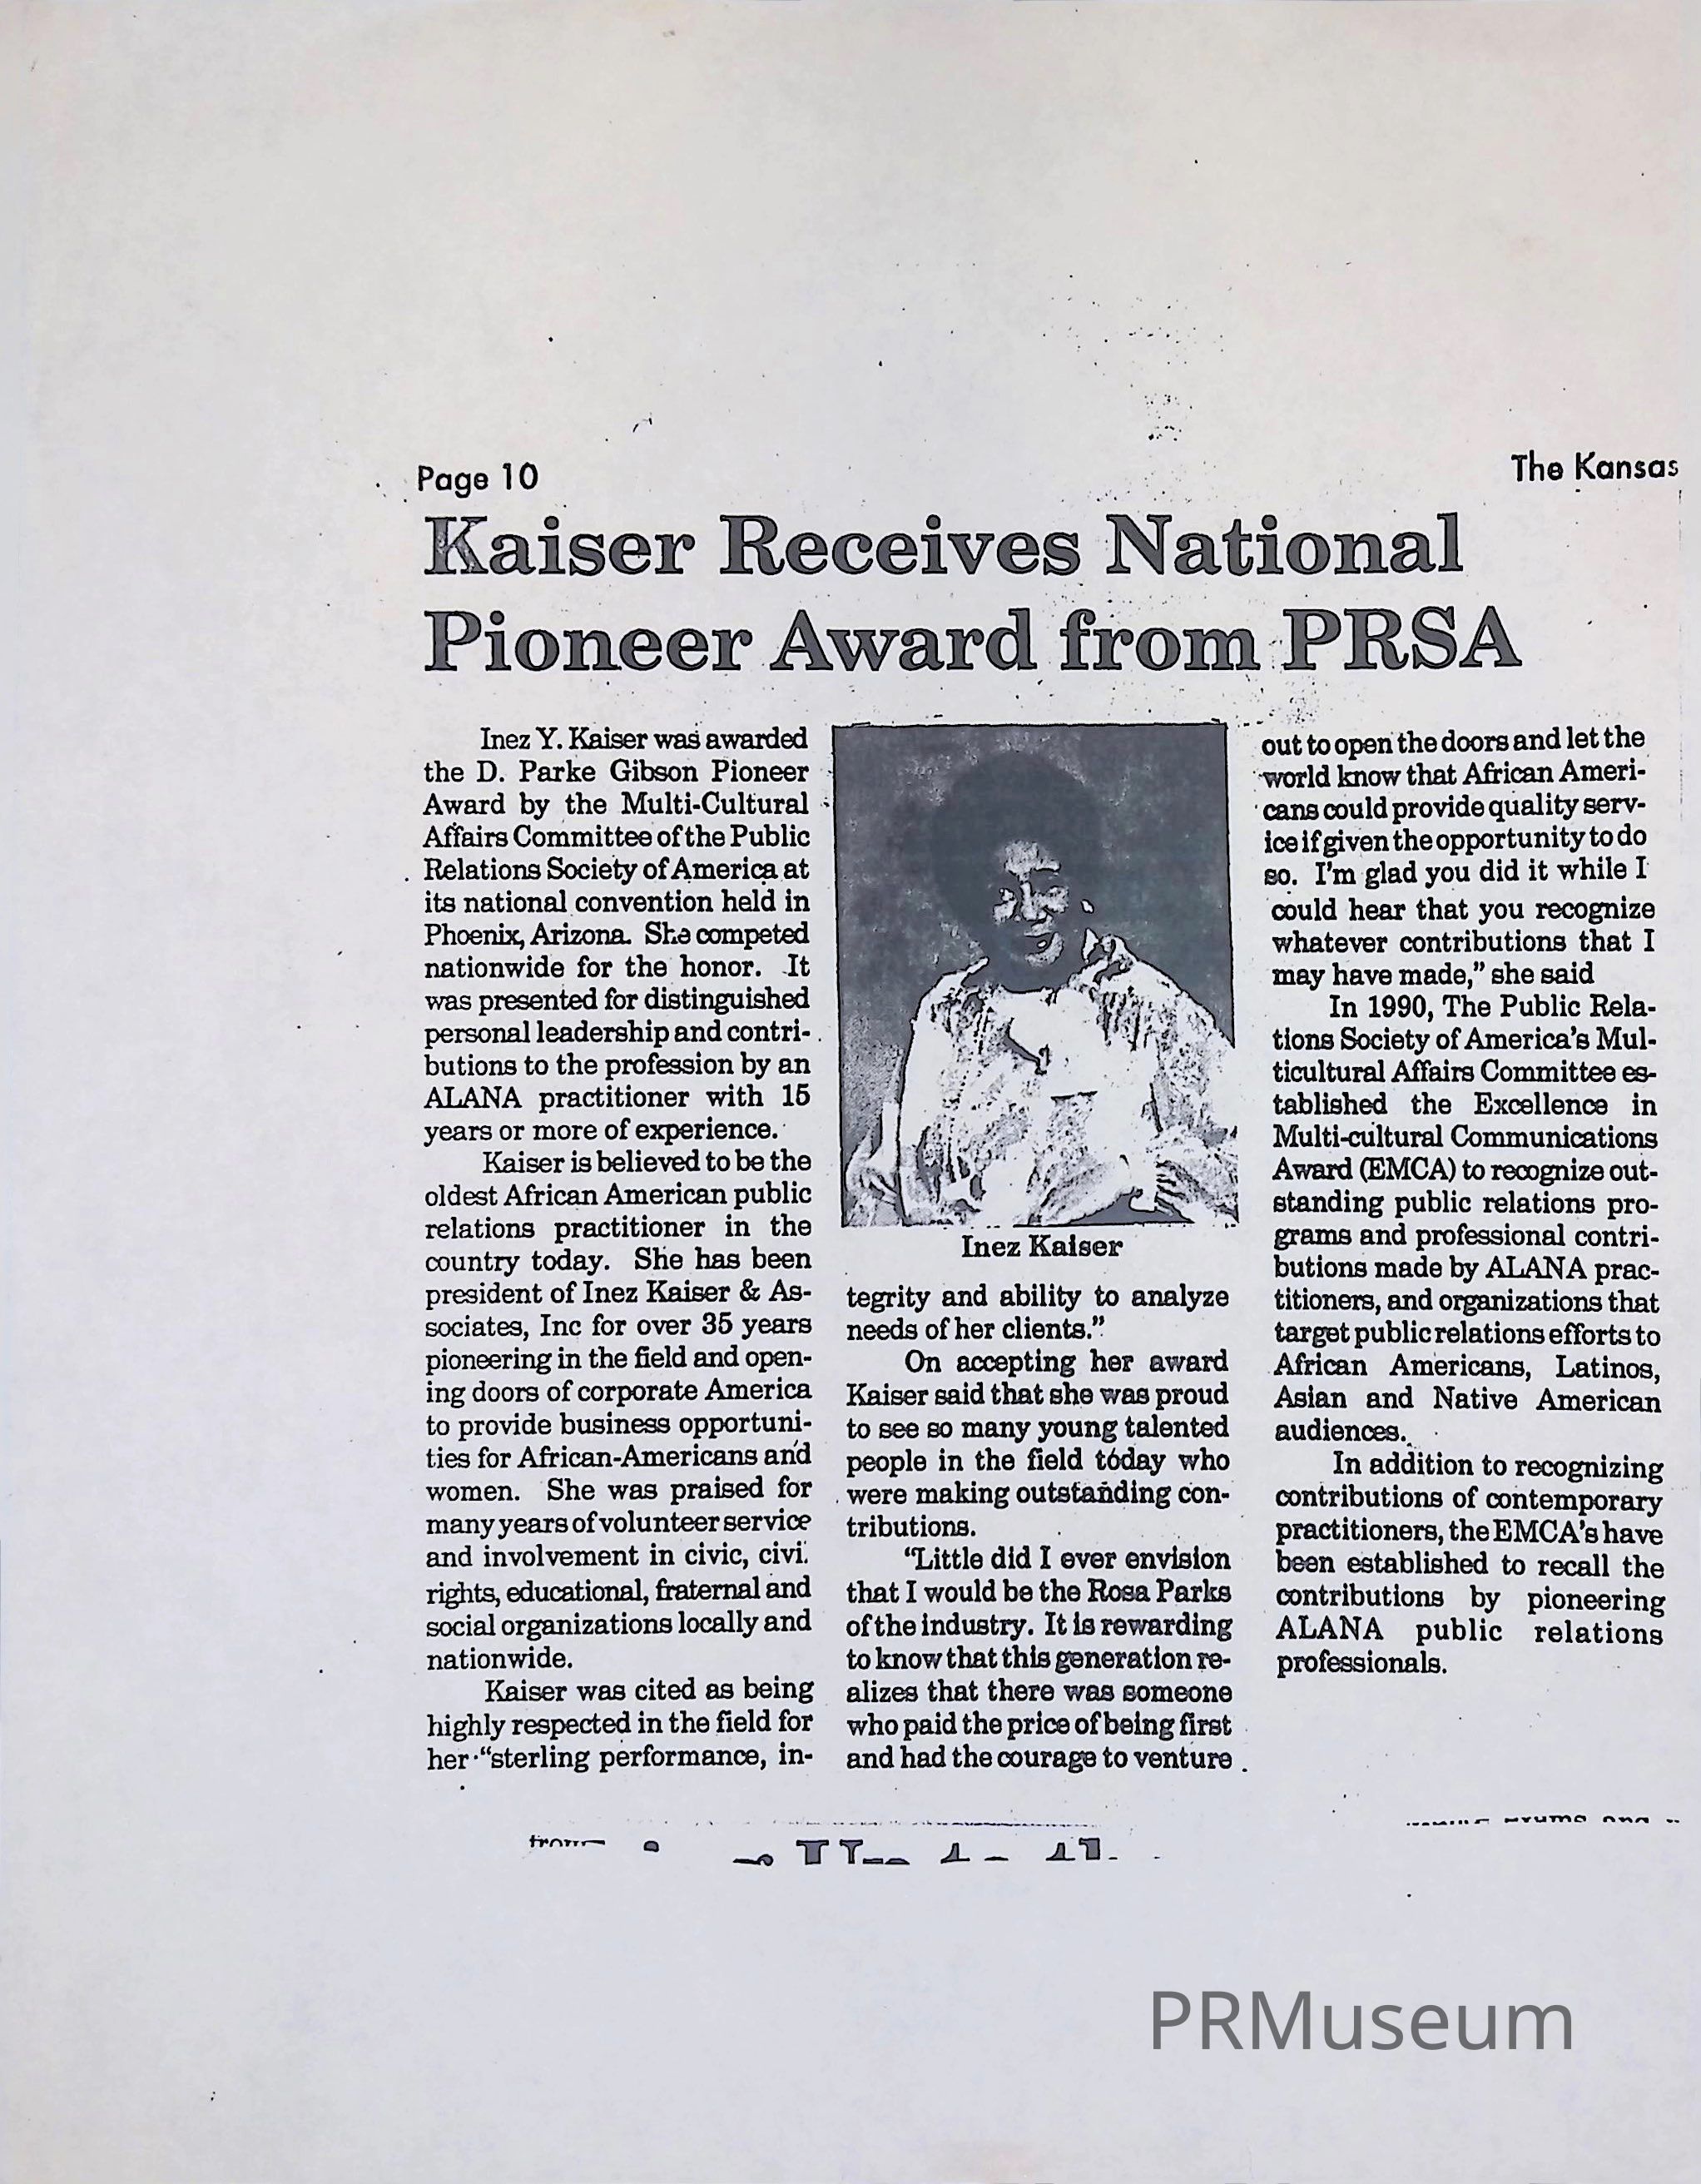 Page 10
The Kansas
Kaiser Receives National
Pioneer Award from PRSA
Inez Y. Kaiser was awarded
the D. Parke Gibson Pioneer
Award by the Multi-Cultural
Affairs Committee of the Public
Relations Society of America at
its national convention held in
Phoenix, Arizona. She competed
nationwide for the honor. It
was presented for distinguished
personal leadership and contri-
butions to the profession by an
ALANA practitioner with 15
years or more of experience.
Kaiser is believed to be the
oldest African American public
relations practitioner in the
country today. She has been
president of Inez Kaiser & As-
sociates, Inc for over 35 years
pioneering in the field and open-
ing doors of corporate America
to provide business opportuni-
ties for African-Americans and
women. She was praised for
many years of volunteer service
and involvement in civic, civil
rights, educational, fraternal and
social organizations locally and
nationwide.
Kaiser was cited as being
highly respected in the field for
her "sterling performance, in-
Inez Kaiser
tegrity and ability to analyze
needs of her clients."
On accepting her award
Kaiser said that she was proud
to see so many young talented
people in the field today who
were making outstanding con-
tributions.
"Little did I ever envision
that I would be the Rosa Parks
of the industry. It is rewarding
to know that this generation re-
alizes that there was someone
who paid the price of being first
and had the courage to venture
out to open the doors and let the
world know that African Ameri-
cans could provide quality serv-
ice if given the opportunity to do
so. I'm glad you did it while I
could hear that you recognize
whatever contributions that I
may have made," she said
In 1990, The Public Rela-
tions Society of America's Mul-
ticultural Affairs Committee es-
tablished the Excellence in
Multi-cultural Communications
Award (EMCA) to recognize out-
standing public relations pro-
grams and professional contri-
butions made by ALANA prac-
titioners, and organizations that
target public relations efforts to
African Americans, Latinos,
Asian and Native American
audiences.
In addition to recognizing
contributions of contemporary
practitioners, the EMCA's have
been established to recall the
contributions by pioneering
ALANA public relations
professionals.
PRMuseum